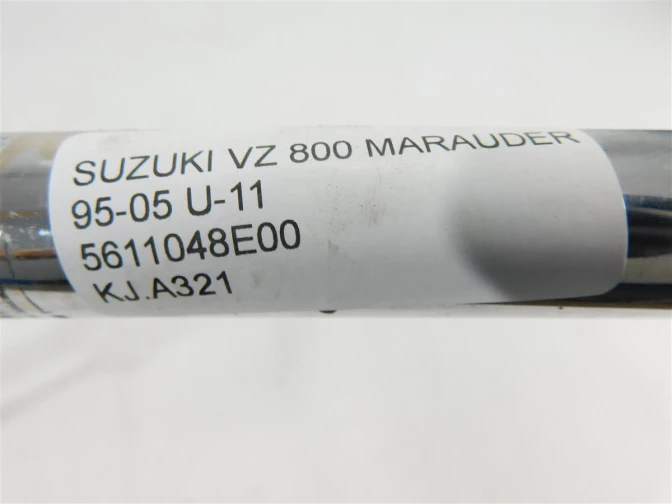 SUZUKI VZ 800 MARAUDER
95-05 U-11
5611048E00
KJ.A321